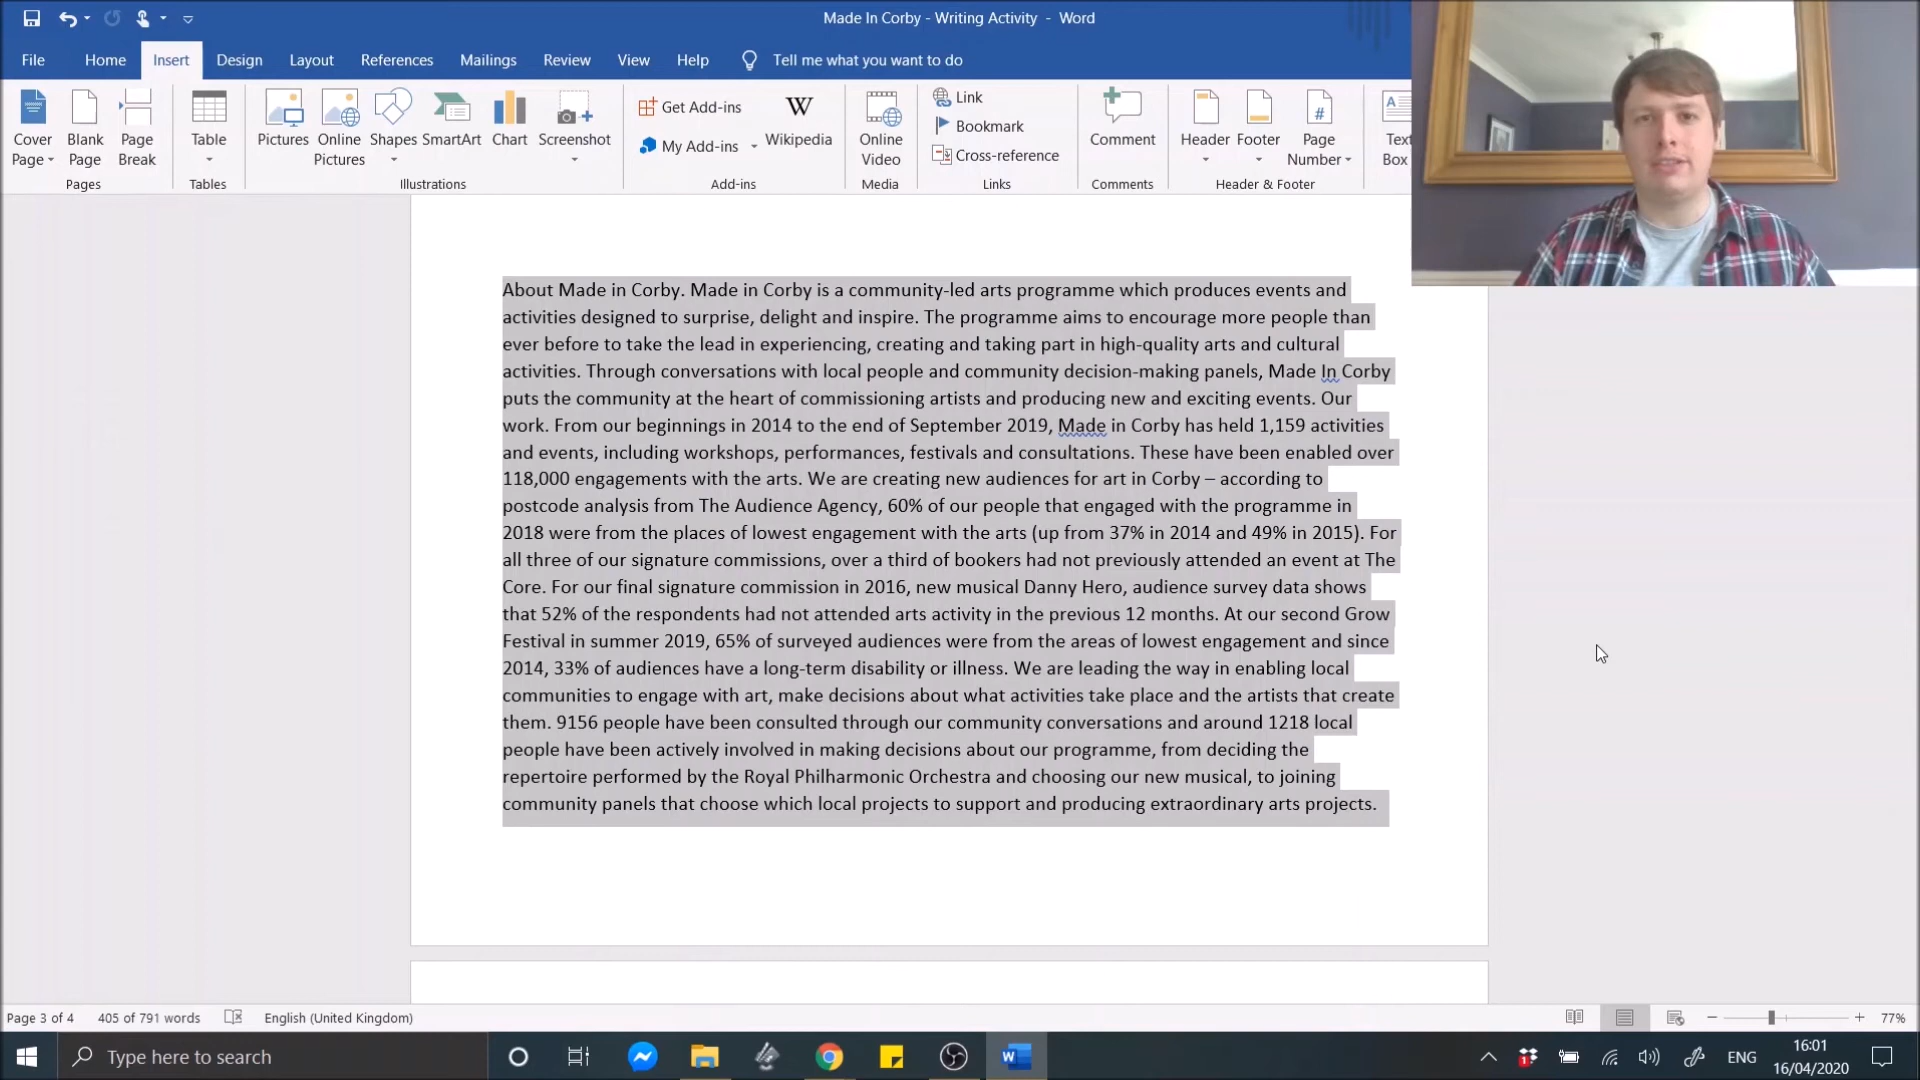 Made In Corby - Writing Activity - Word
File Home Insert Design Layout References Mailings Review View Help Tell me what you want to do
Cover Page
Blank Page
Page Break
Table
Pictures
Online Pictures
Shapes
SmartArt
Chart
Screenshot
Get Add-ins
My Add-ins
Wikipedia
Online Video
Link
Bookmark
Cross-reference
Comment
Header
Footer
Page Number
Text Box
Pages Tables Illustrations Add-ins Media Links Comments Header & Footer
About Made in Corby. Made in Corby is a community-led arts programme which produces events and
activities designed to surprise, delight and inspire. The programme aims to encourage more people than
ever before to take the lead in experiencing, creating and taking part in high-quality arts and cultural
activities. Through conversations with local people and community decision-making panels, Made In Corby
puts the community at the heart of commissioning artists and producing new and exciting events. Our
work. From our beginnings in 2014 to the end of September 2019, Made in Corby has held 1,159 activities
and events, including workshops, performances, festivals and consultations. These have been enabled over
118,000 engagements with the arts. We are creating new audiences for art in Corby – according to
postcode analysis from The Audience Agency, 60% of our people that engaged with the programme in
2018 were from the places of lowest engagement with the arts (up from 37% in 2014 and 49% in 2015). For
all three of our signature commissions, over a third of bookers had not previously attended an event at The
Core. For our final signature commission in 2016, new musical Danny Hero, audience survey data shows
that 52% of the respondents had not attended arts activity in the previous 12 months. At our second Grow
Festival in summer 2019, 65% of surveyed audiences were from the areas of lowest engagement and since
2014, 33% of audiences have a long-term disability or illness. We are leading the way in enabling local
communities to engage with art, make decisions about what activities take place and the artists that create
them. 9156 people have been consulted through our community conversations and around 1218 local
people have been actively involved in making decisions about our programme, from deciding the
repertoire performed by the Royal Philharmonic Orchestra and choosing our new musical, to joining
community panels that choose which local projects to support and producing extraordinary arts projects.
Page 3 of 4 405 of 791 words English (United Kingdom) 77%
Type here to search
ENG
16:01
16/04/2020